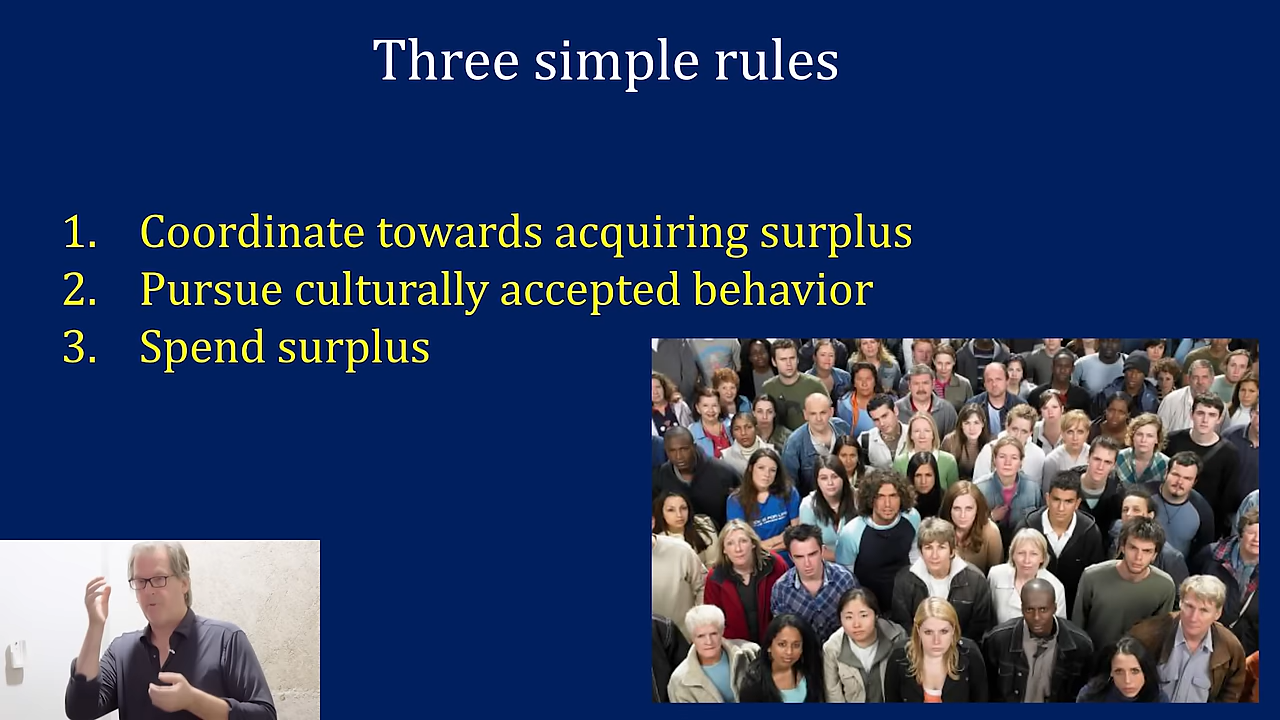 Three simple rules
1. Coordinate towards acquiring surplus
2. Pursue culturally accepted behavior
3. Spend surplus